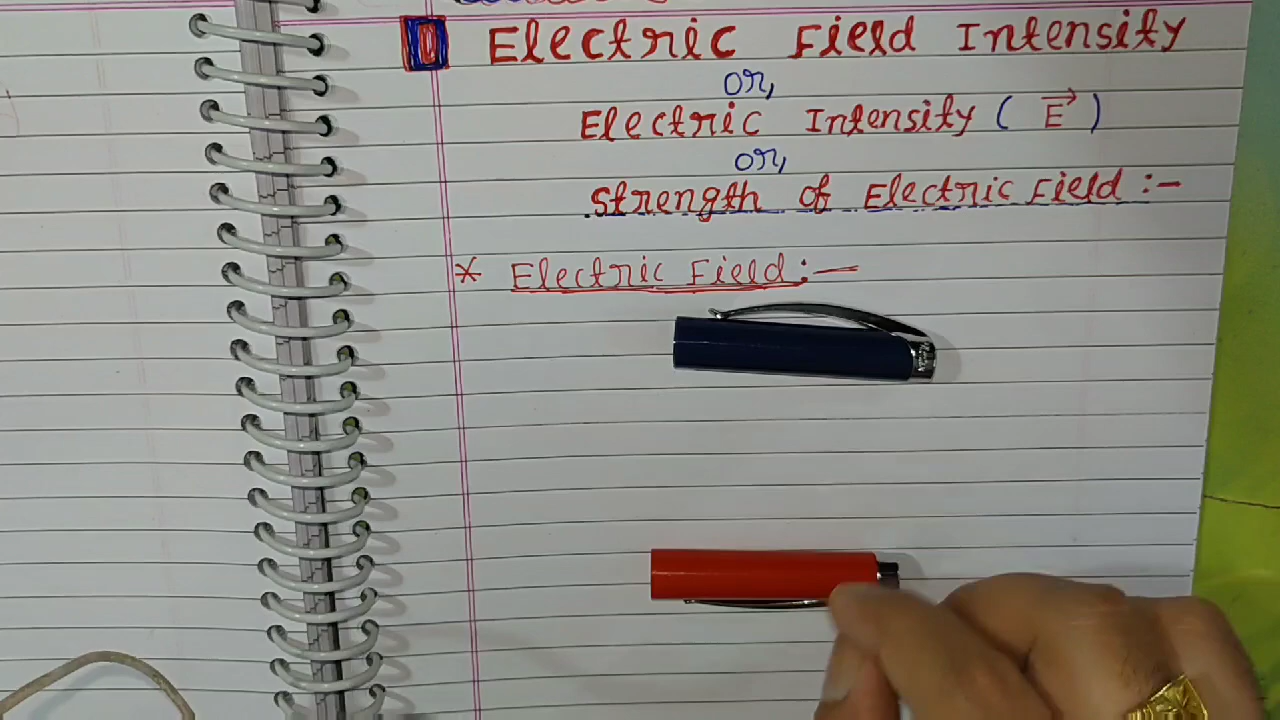 Electric Field Intensity
or,
Electric Intensity (E⃗)
or,
Strength of Electric Field :-
* Electric Field :-